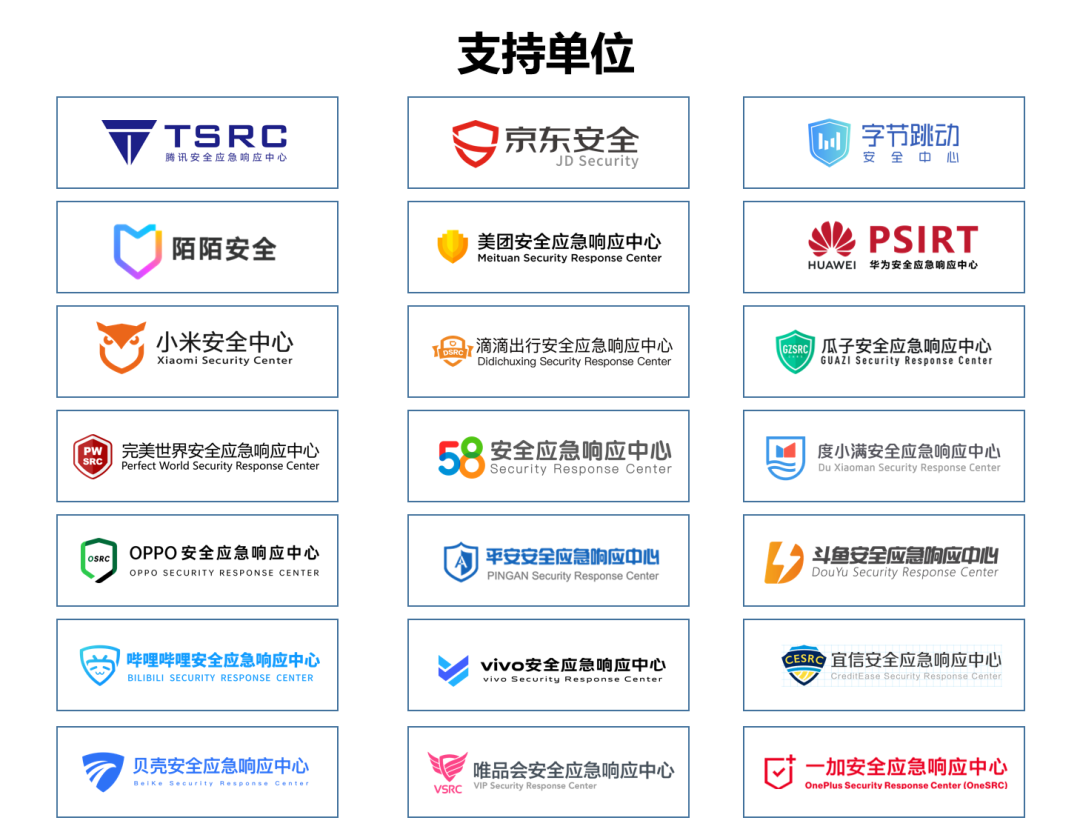 支持单位
TSRC
腾讯安全应急响应中心
京东安全
JD Security
字节跳动
安全中心
陌陌安全
美团安全应急响应中心
Meituan Security Response Center
HUAWEI
PSIRT
华为安全应急响应中心
小米安全中心
Xiaomi Security Center
DSRC
滴滴出行安全应急响应中心
Didichuxing Security Response Center
GZSRC
瓜子安全应急响应中心
GUAZI Security Response Center
PW
SRC
完美世界安全应急响应中心
Perfect World Security Response Center
58
安全应急响应中心
Security Response Center
度小满安全应急响应中心
Du Xiaoman Security Response Center
OSRC
OPPO 安全应急响应中心
OPPO SECURITY RESPONSE CENTER
平安安全应急响应中心
PINGAN Security Response Center
斗鱼安全应急响应中心
DouYu Security Response Center
哔哩哔哩安全应急响应中心
BILIBILI SECURITY RESPONSE CENTER
vivo安全应急响应中心
vivo Security Response Center
CESRC
宜信安全应急响应中心
CreditEase Security Response Center
贝壳安全应急响应中心
BeiKe Security Response Center
VSRC
唯品会安全应急响应中心
VIP Security Response Center
一加安全应急响应中心
OnePlus Security Response Center (OneSRC)